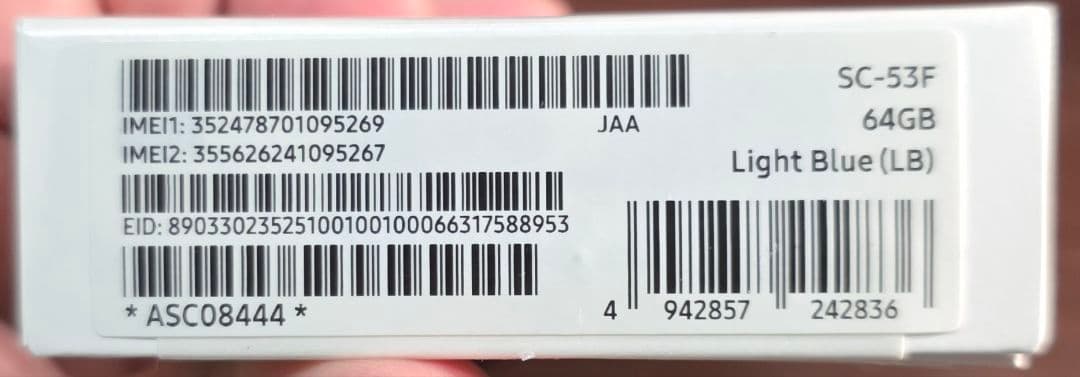 IMEI1: 352478701095269
JAA
IMEI2: 355626241095267
EID: 89033023525100100100066317588953
* ASC08444 *
SC-53F
64GB
Light Blue (LB)
4 942857 242836